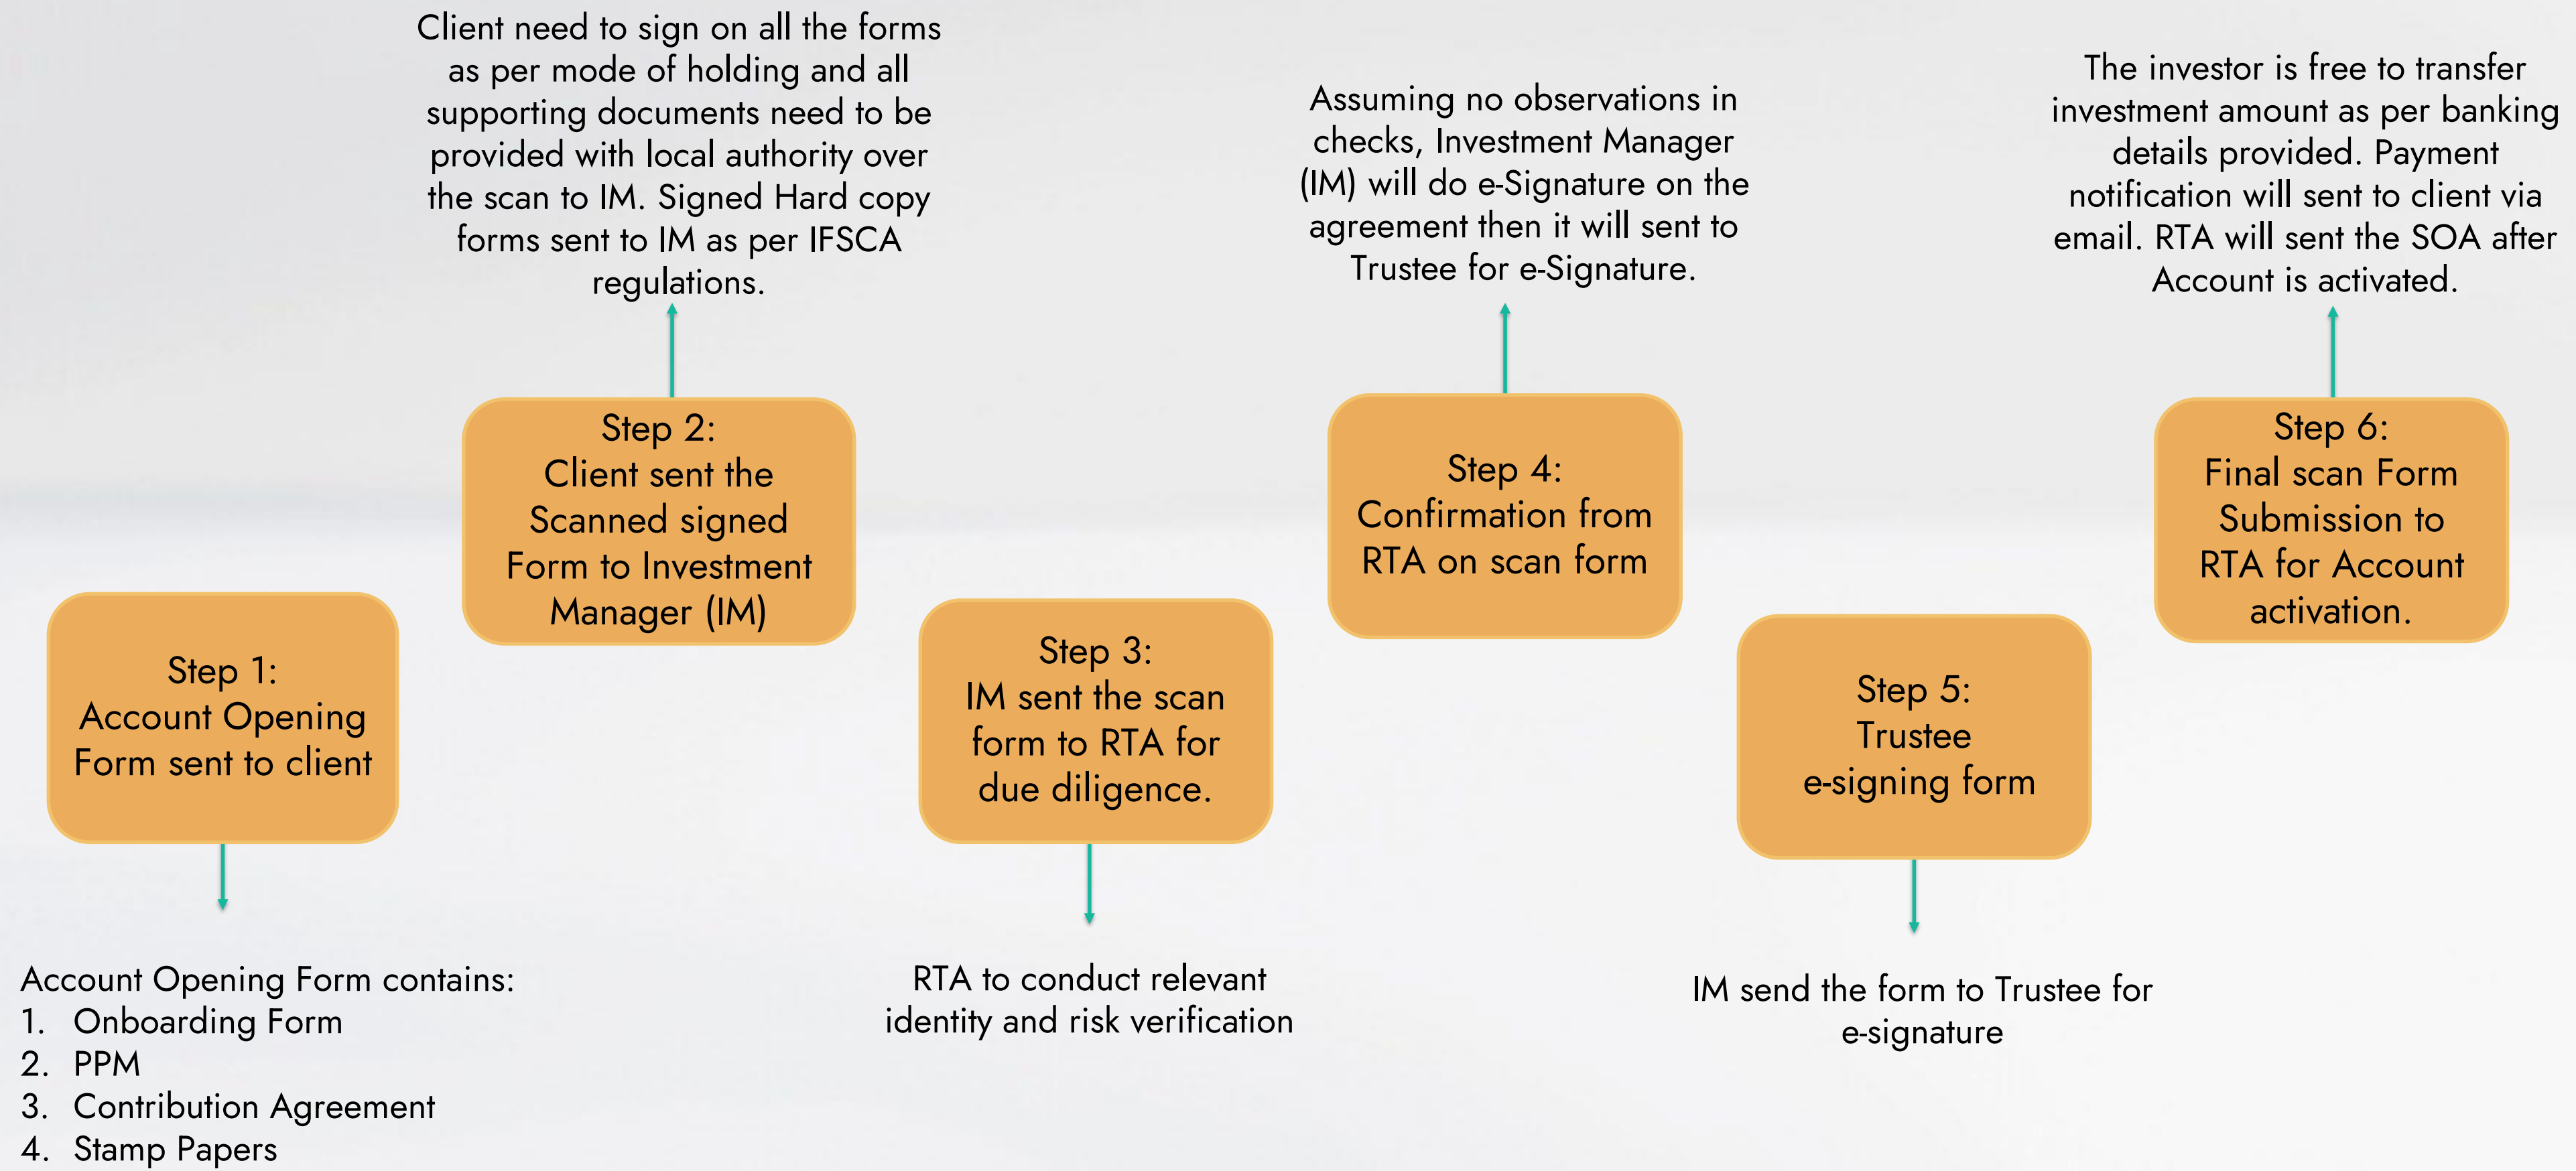 Client need to sign on all the forms
as per mode of holding and all
supporting documents need to be
provided with local authority over
the scan to IM. Signed Hard copy
forms sent to IM as per IFSCA
regulations.
Assuming no observations in
checks, Investment Manager
(IM) will do e-Signature on the
agreement then it will sent to
Trustee for e-Signature.
The investor is free to transfer
investment amount as per banking
details provided. Payment
notification will sent to client via
email. RTA will sent the SOA after
Account is activated.
Step 1:
Account Opening
Form sent to client
Step 2:
Client sent the
Scanned signed
Form to Investment
Manager (IM)
Step 3:
IM sent the scan
form to RTA for
due diligence.
Step 4:
Confirmation from
RTA on scan form
Step 5:
Trustee
e-signing form
Step 6:
Final scan Form
Submission to
RTA for Account
activation.
Account Opening Form contains:
1. Onboarding Form
2. PPM
3. Contribution Agreement
4. Stamp Papers
RTA to conduct relevant
identity and risk verification
IM send the form to Trustee for
e-signature